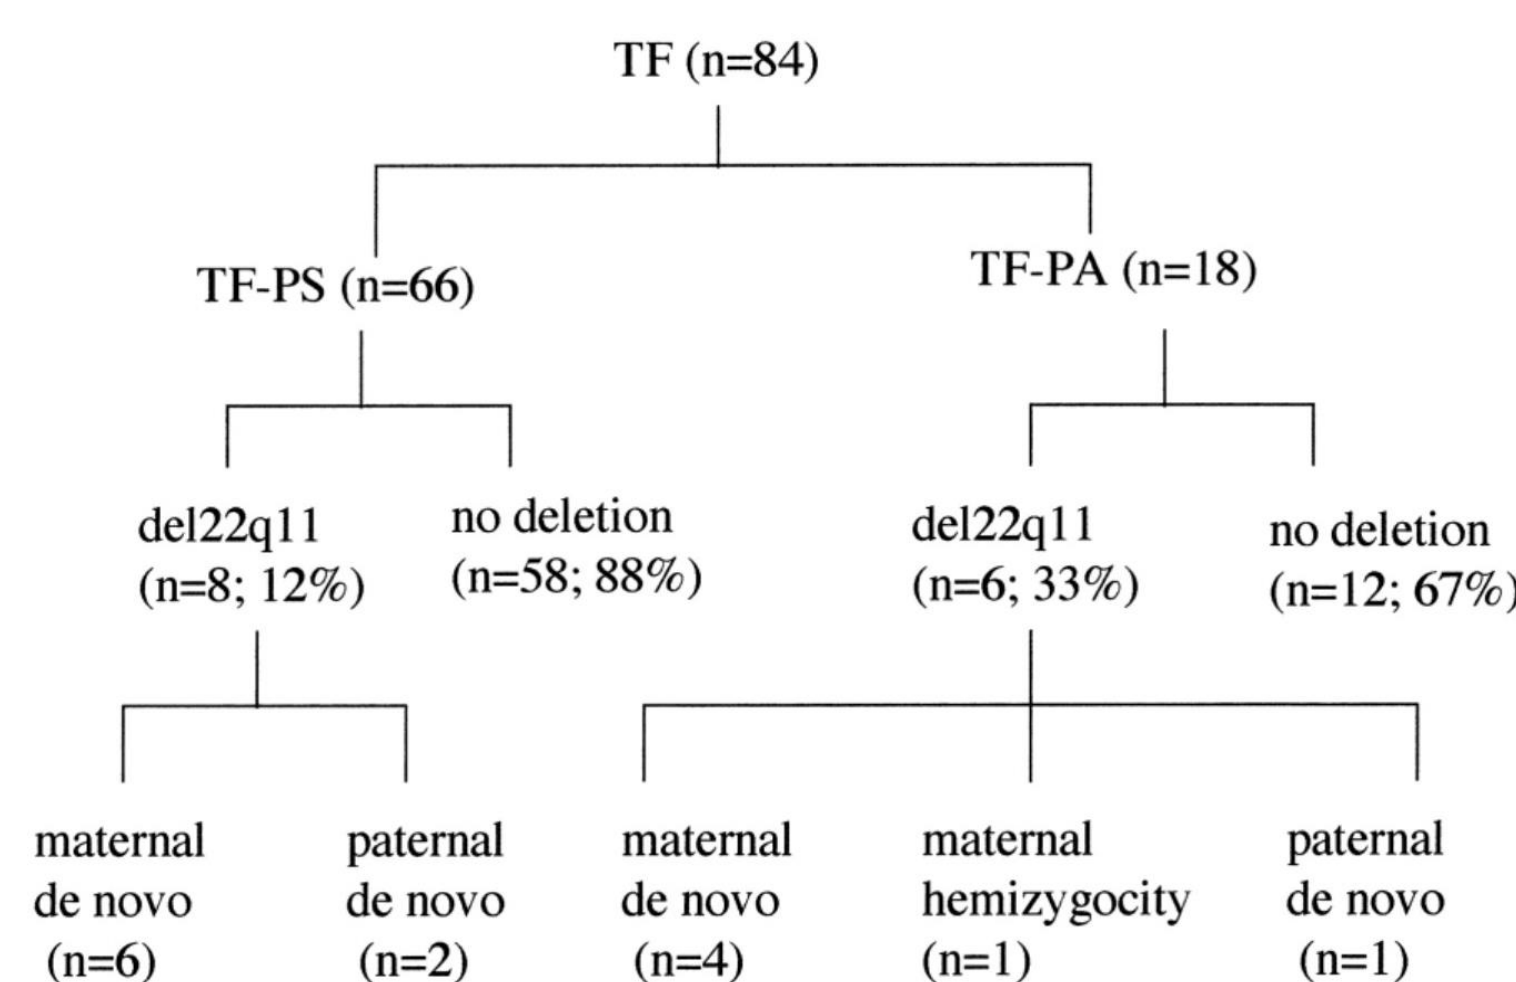 TF (n=84)
TF-PS (n=66)
TF-PA (n=18)
del22q11
(n=8; 12%)
no deletion
(n=58; 88%)
del22q11
(n=6; 33%)
no deletion
(n=12; 67%)
maternal
de novo
(n=6)
paternal
de novo
(n=2)
maternal
de novo
(n=4)
maternal
hemizygocity
(n=1)
paternal
de novo
(n=1)